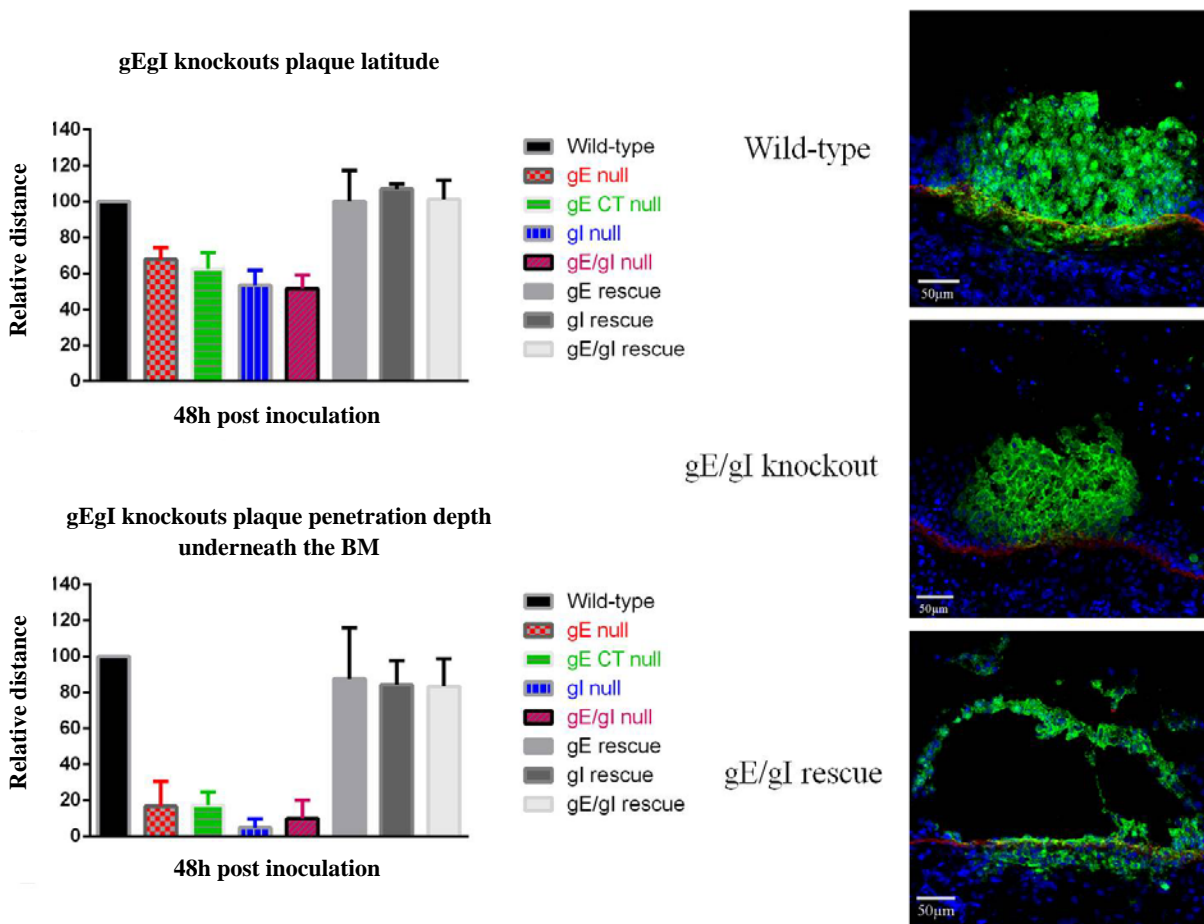 gEgI knockouts plaque latitude
Relative distance
140
120
100
80
60
40
20
0
48h post inoculation
Wild-type
gE null
gE CT null
gI null
gE/gI null
gE rescue
gI rescue
gE/gI rescue
gEgI knockouts plaque penetration depth
underneath the BM
Relative distance
140
120
100
80
60
40
20
0
48h post inoculation
Wild-type
gE null
gE CT null
gI null
gE/gI null
gE rescue
gI rescue
gE/gI rescue
Wild-type
50µm
gE/gI knockout
50µm
gE/gI rescue
50µm